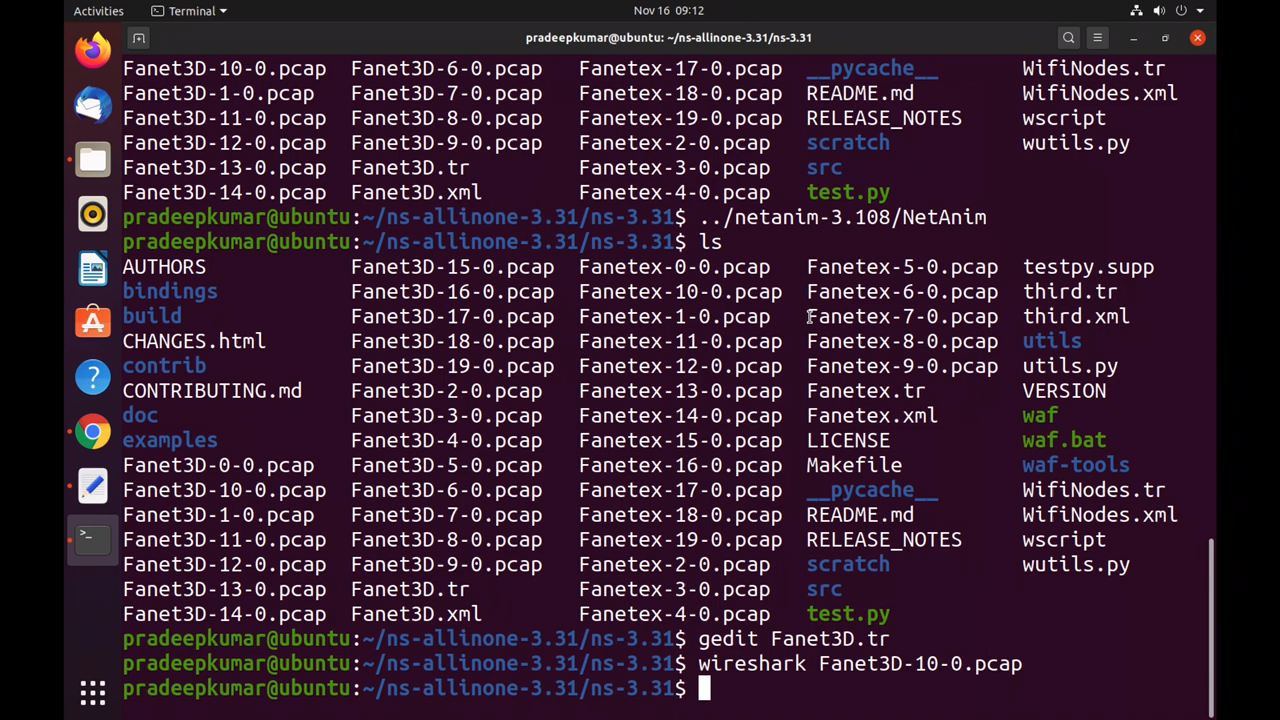 Activities Terminal Nov 16 09:12
pradeepkumar@ubuntu: ~/ns-allinone-3.31/ns-3.31
Fanet3D-10-0.pcap Fanet3D-6-0.pcap Fanetex-17-0.pcap __pycache__ WifiNodes.tr
Fanet3D-1-0.pcap Fanet3D-7-0.pcap Fanetex-18-0.pcap README.md WifiNodes.xml
Fanet3D-11-0.pcap Fanet3D-8-0.pcap Fanetex-19-0.pcap RELEASE_NOTES wscript
Fanet3D-12-0.pcap Fanet3D-9-0.pcap Fanetex-2-0.pcap scratch wutils.py
Fanet3D-13-0.pcap Fanet3D.tr Fanetex-3-0.pcap src
Fanet3D-14-0.pcap Fanet3D.xml Fanetex-4-0.pcap test.py
pradeepkumar@ubuntu:~/ns-allinone-3.31/ns-3.31$ ../netanim-3.108/NetAnim
pradeepkumar@ubuntu:~/ns-allinone-3.31/ns-3.31$ ls
AUTHORS Fanet3D-15-0.pcap Fanetex-0-0.pcap Fanetex-5-0.pcap testpy.supp
bindings Fanet3D-16-0.pcap Fanetex-10-0.pcap Fanetex-6-0.pcap third.tr
build Fanet3D-17-0.pcap Fanetex-1-0.pcap Fanetex-7-0.pcap third.xml
CHANGES.html Fanet3D-18-0.pcap Fanetex-11-0.pcap Fanetex-8-0.pcap utils
contrib Fanet3D-19-0.pcap Fanetex-12-0.pcap Fanetex-9-0.pcap utils.py
CONTRIBUTING.md Fanet3D-2-0.pcap Fanetex-13-0.pcap Fanetex.tr VERSION
doc Fanet3D-3-0.pcap Fanetex-14-0.pcap Fanetex.xml waf
examples Fanet3D-4-0.pcap Fanetex-15-0.pcap LICENSE waf.bat
Fanet3D-0-0.pcap Fanet3D-5-0.pcap Fanetex-16-0.pcap Makefile waf-tools
Fanet3D-10-0.pcap Fanet3D-6-0.pcap Fanetex-17-0.pcap __pycache__ WifiNodes.tr
Fanet3D-1-0.pcap Fanet3D-7-0.pcap Fanetex-18-0.pcap README.md WifiNodes.xml
Fanet3D-11-0.pcap Fanet3D-8-0.pcap Fanetex-19-0.pcap RELEASE_NOTES wscript
Fanet3D-12-0.pcap Fanet3D-9-0.pcap Fanetex-2-0.pcap scratch wutils.py
Fanet3D-13-0.pcap Fanet3D.tr Fanetex-3-0.pcap src
Fanet3D-14-0.pcap Fanet3D.xml Fanetex-4-0.pcap test.py
pradeepkumar@ubuntu:~/ns-allinone-3.31/ns-3.31$ gedit Fanet3D.tr
pradeepkumar@ubuntu:~/ns-allinone-3.31/ns-3.31$ wireshark Fanet3D-10-0.pcap
pradeepkumar@ubuntu:~/ns-allinone-3.31/ns-3.31$